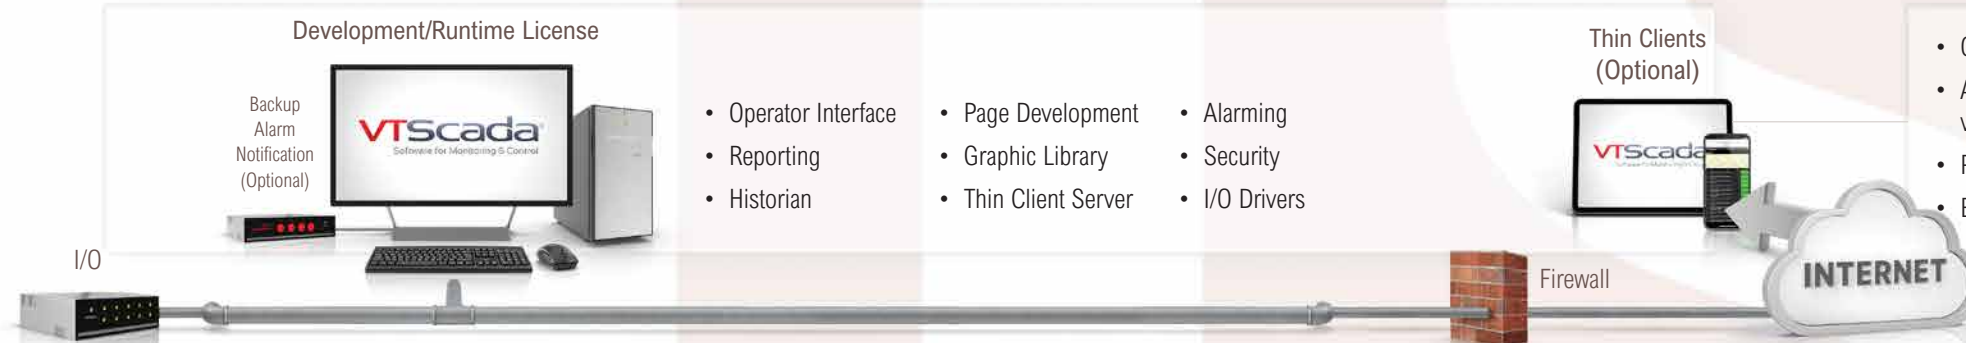 Development/Runtime License
Backup
Alarm
Notification
(Optional)
VTScada
Software for Monitoring & Control
• Operator Interface
• Reporting
• Historian
• Page Development
• Graphic Library
• Thin Client Server
• Alarming
• Security
• I/O Drivers
Thin Clients
(Optional)
VTScada
I/O
Firewall
INTERNET